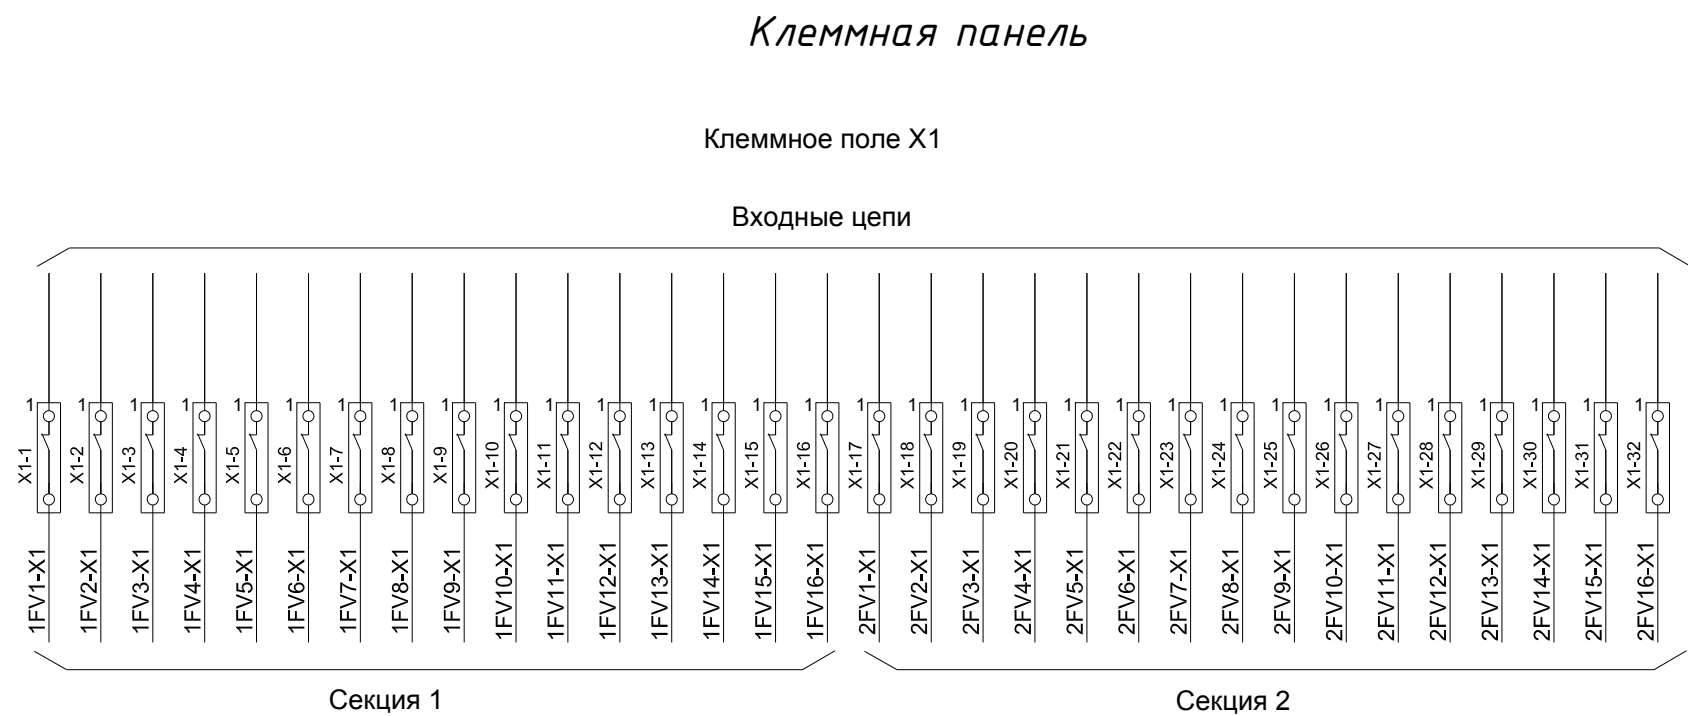 Клеммная панель
Клеммное поле X1
Входные цепи
1 1 1 1 1 1 1 1 1 1 1 1 1 1 1 1 1 1 1 1 1 1 1 1 1 1 1 1 1 1 1 1
X1-1 X1-2 X1-3 X1-4 X1-5 X1-6 X1-7 X1-8 X1-9 X1-10 X1-11 X1-12 X1-13 X1-14 X1-15 X1-16 X1-17 X1-18 X1-19 X1-20 X1-21 X1-22 X1-23 X1-24 X1-25 X1-26 X1-27 X1-28 X1-29 X1-30 X1-31 X1-32
1FV1-X1 1FV2-X1 1FV3-X1 1FV4-X1 1FV5-X1 1FV6-X1 1FV7-X1 1FV8-X1 1FV9-X1 1FV10-X1 1FV11-X1 1FV12-X1 1FV13-X1 1FV14-X1 1FV15-X1 1FV16-X1 2FV1-X1 2FV2-X1 2FV3-X1 2FV4-X1 2FV5-X1 2FV6-X1 2FV7-X1 2FV8-X1 2FV9-X1 2FV10-X1 2FV11-X1 2FV12-X1 2FV13-X1 2FV14-X1 2FV15-X1 2FV16-X1
Секция 1 Секция 2